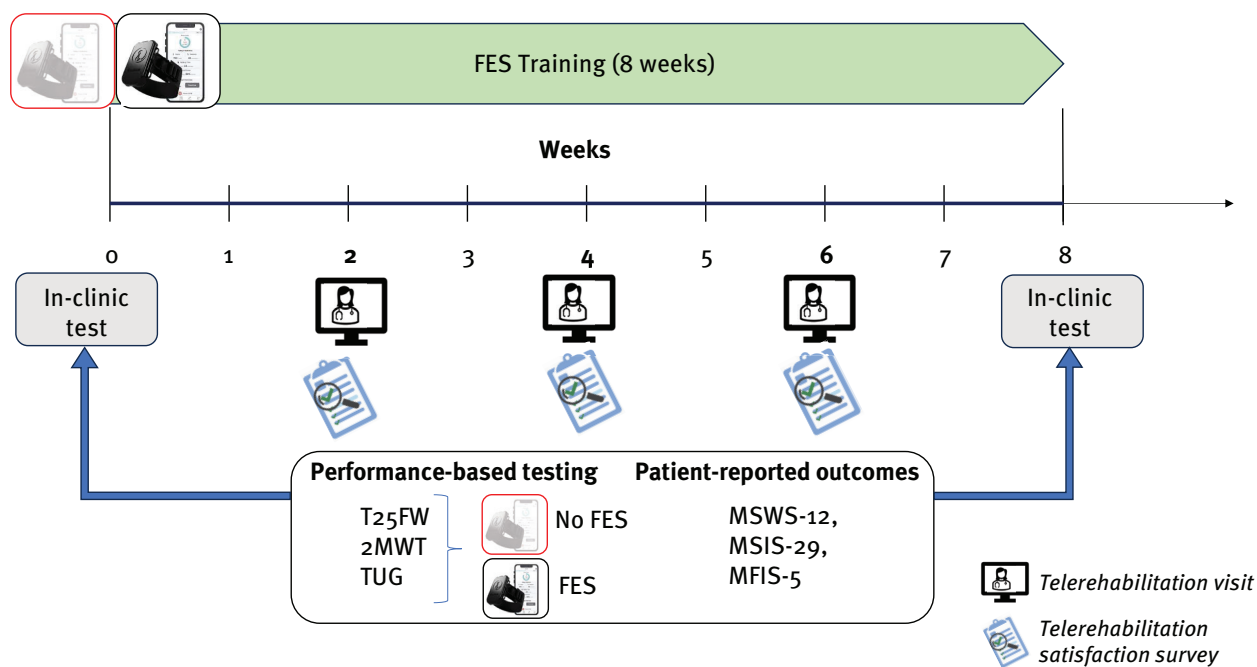 FES Training (8 weeks)
Weeks
0 1 2 3 4 5 6 7 8
In-clinic
test
In-clinic
test
Performance-based testing
T25FW
2MWT
TUG
No FES
FES
Patient-reported outcomes
MSWS-12,
MSIS-29,
MFIS-5
Telerehabilitation visit
Telerehabilitation
satisfaction survey